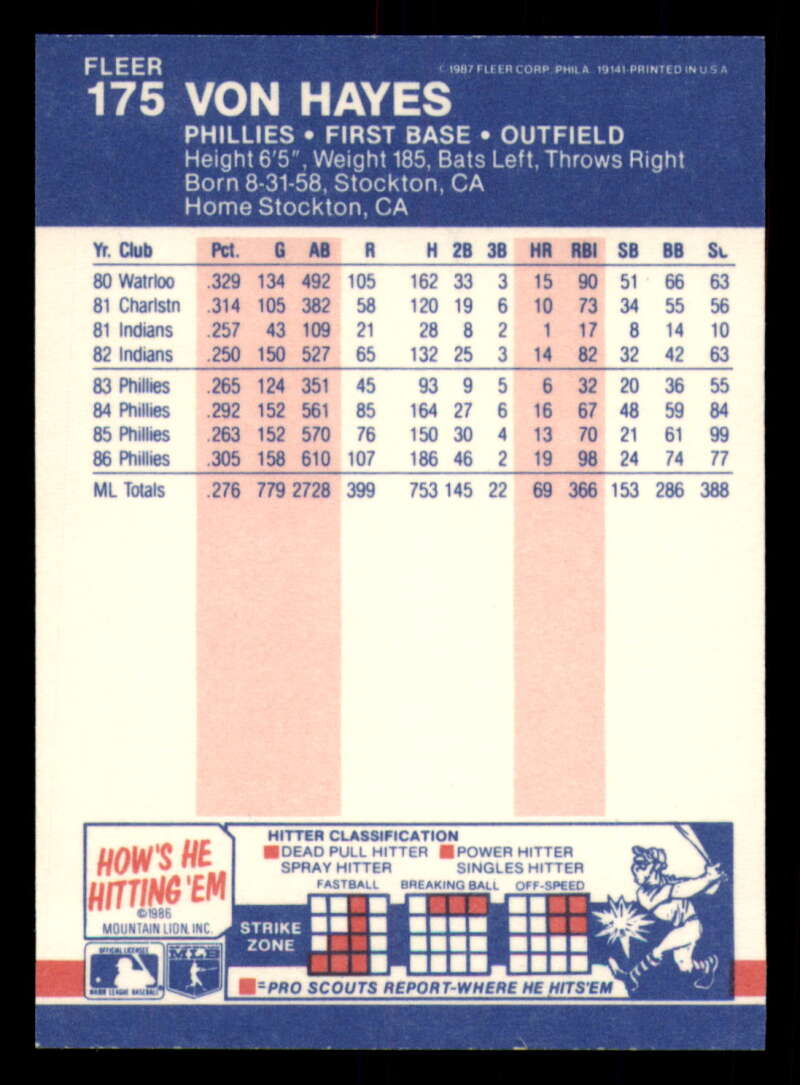 FLEER
© 1987 FLEER CORP. PHILA. 19141-PRINTED IN U.S.A
175 VON HAYES
PHILLIES • FIRST BASE • OUTFIELD
Height 6'5", Weight 185, Bats Left, Throws Right
Born 8-31-58, Stockton, CA
Home Stockton, CA
Yr. Club Pct. G AB R H 2B 3B HR RBI SB BB
80 Watrloo .329 134 492 105 162 33 3 15 90 51 66 63
81 Charlstn .314 105 382 58 120 19 6 10 73 34 55 56
81 Indians .257 43 109 21 28 8 2 1 17 8 14 10
82 Indians .250 150 527 65 132 25 3 14 82 32 42 63
83 Phillies .265 124 351 45 93 9 5 6 32 20 36 55
84 Phillies .292 152 561 85 164 27 6 16 67 48 59 84
85 Phillies .263 152 570 76 150 30 4 13 70 21 61 99
86 Phillies .305 158 610 107 186 46 2 19 98 24 74 77
ML Totals .276 779 2728 399 753 145 22 69 366 153 286 388
HOW'S HE
HITTING 'EM
©1986
MOUNTAIN LION, INC.
HITTER CLASSIFICATION
DEAD PULL HITTER POWER HITTER
SPRAY HITTER SINGLES HITTER
FASTBALL BREAKING BALL OFF-SPEED
STRIKE
ZONE
OFFICIAL LICENSEE
MAJOR LEAGUE BASEBALL
MLB
=PRO SCOUTS REPORT-WHERE HE HITS'EM